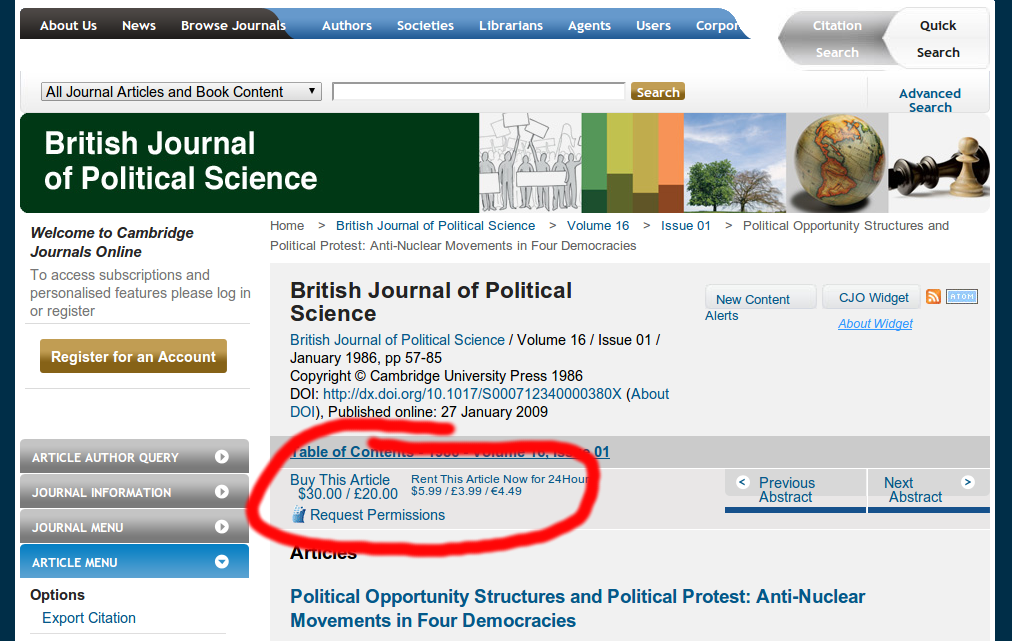 About Us News Browse Journals Authors Societies Librarians Agents Users Corpor
Citation
Search
Quick
Search
All Journal Articles and Book Content
Search
Advanced
Search
British Journal
of Political Science
Welcome to Cambridge
Journals Online
To access subscriptions and
personalised features please log in
or register
Register for an Account
ARTICLE AUTHOR QUERY
JOURNAL INFORMATION
JOURNAL MENU
ARTICLE MENU
Options
Export Citation
Home > British Journal of Political Science > Volume 16 > Issue 01 > Political Opportunity Structures and
Political Protest: Anti-Nuclear Movements in Four Democracies
British Journal of Political
Science
British Journal of Political Science / Volume 16 / Issue 01 /
January 1986, pp 57-85
Copyright © Cambridge University Press 1986
DOI: http://dx.doi.org/10.1017/S000712340000380X (About
DOI), Published online: 27 January 2009
New Content
Alerts
CJO Widget
ATOM
About Widget
Table of Contents - 1986 - Volume 16, Issue 01
Buy This Article
$30.00 / £20.00
Rent This Article Now for 24Hour
$5.99 / £3.99 / €4.49
Request Permissions
< Previous
Abstract
Next >
Abstract
Articles
Political Opportunity Structures and Political Protest: Anti-Nuclear
Movements in Four Democracies